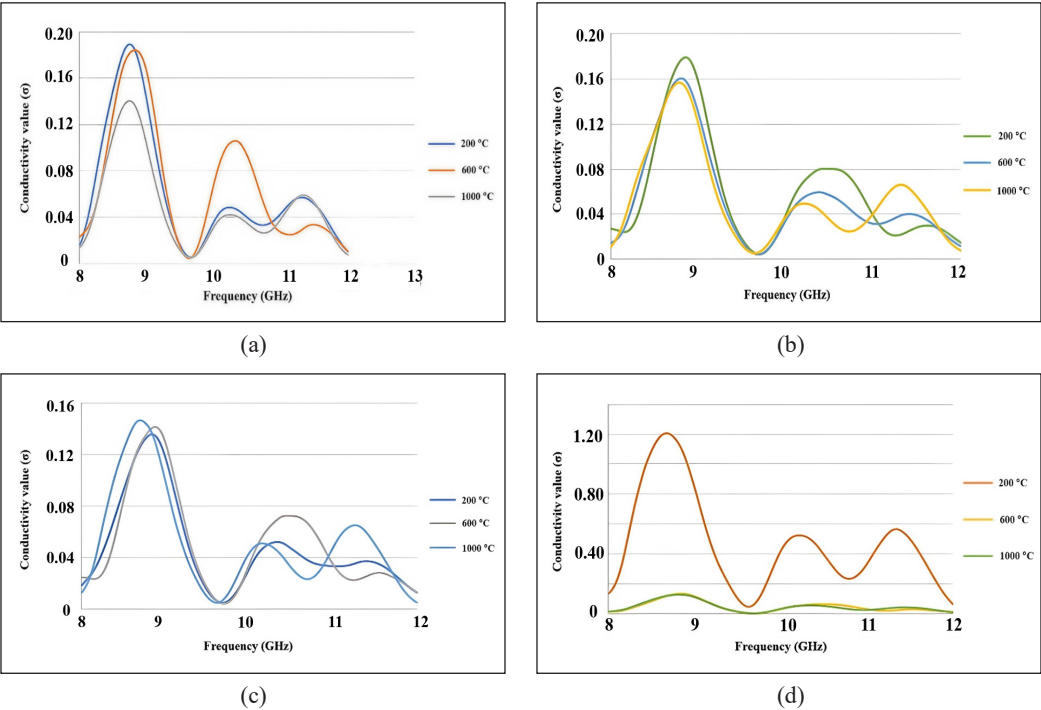 0.20
0.16
0.12
0.08
0.04
0
Conductivity value (σ)
8 9 10 11 12 13
Frequency (GHz)
200 °C
600 °C
1000 °C
(a)
0.20
0.16
0.12
0.08
0.04
0
Conductivity value (σ)
8 9 10 11 12
Frequency (GHz)
200 °C
600 °C
1000 °C
(b)
0.16
0.12
0.08
0.04
0
Conductivity value (σ)
8 9 10 11 12
Frequency (GHz)
200 °C
600 °C
1000 °C
(c)
1.20
0.80
0.40
0
Conductivity value (σ)
8 9 10 11 12
Frequency (GHz)
200 °C
600 °C
1000 °C
(d)